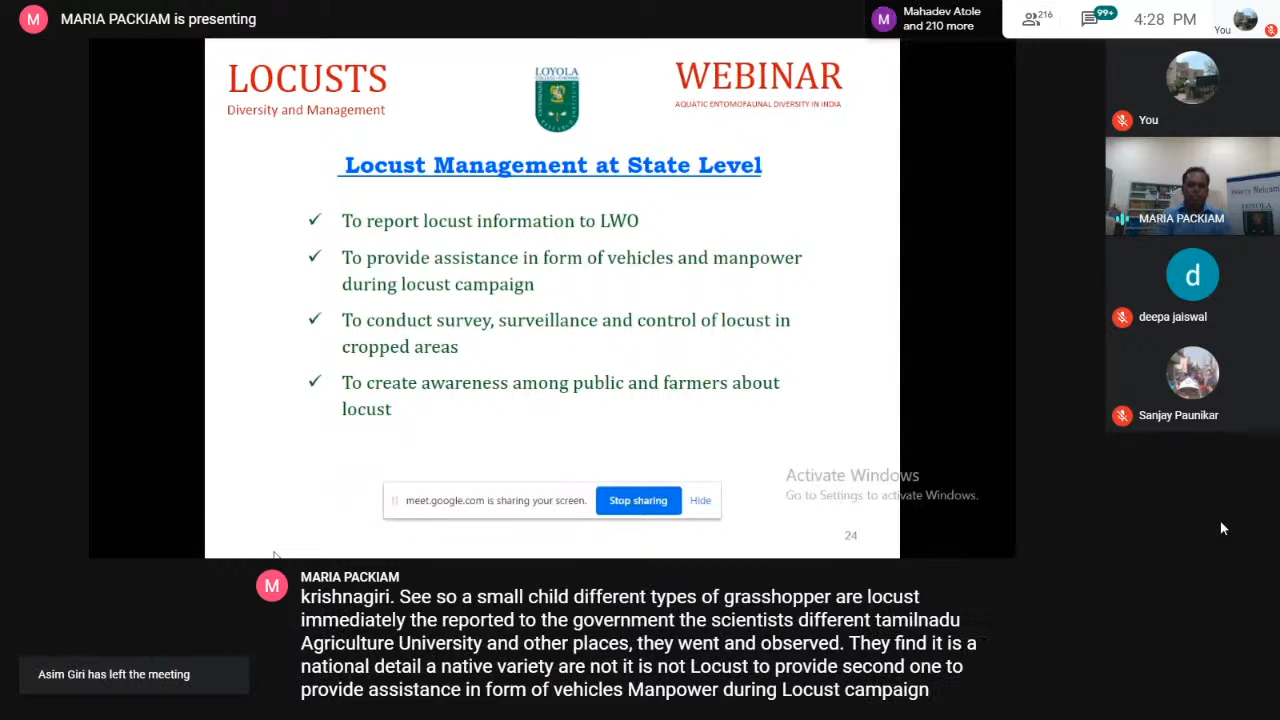 M MARIA PACKIAM is presenting
M Mahadev Atole
and 210 more
216
99+
4:28 PM
You
LOCUSTS
Diversity and Management
LOYOLA
WEBINAR
AQUATIC ENTOMOFAUNAL DIVERSITY IN INDIA
Locust Management at State Level
✓ To report locust information to LWO
✓ To provide assistance in form of vehicles and manpower
during locust campaign
✓ To conduct survey, surveillance and control of locust in
cropped areas
✓ To create awareness among public and farmers about
locust
meet.google.com is sharing your screen. Stop sharing Hide
Activate Windows
Go to Settings to activate Windows.
24
You
Hearty Welcom
LOYOLA
MARIA PACKIAM
d
deepa jaiswal
Sanjay Paunikar
M MARIA PACKIAM
krishnagiri. See so a small child different types of grasshopper are locust
immediately the reported to the government the scientists different tamilnadu
Agriculture University and other places, they went and observed. They find it is a
national detail a native variety are not it is not Locust to provide second one to
provide assistance in form of vehicles Manpower during Locust campaign
Asim Giri has left the meeting